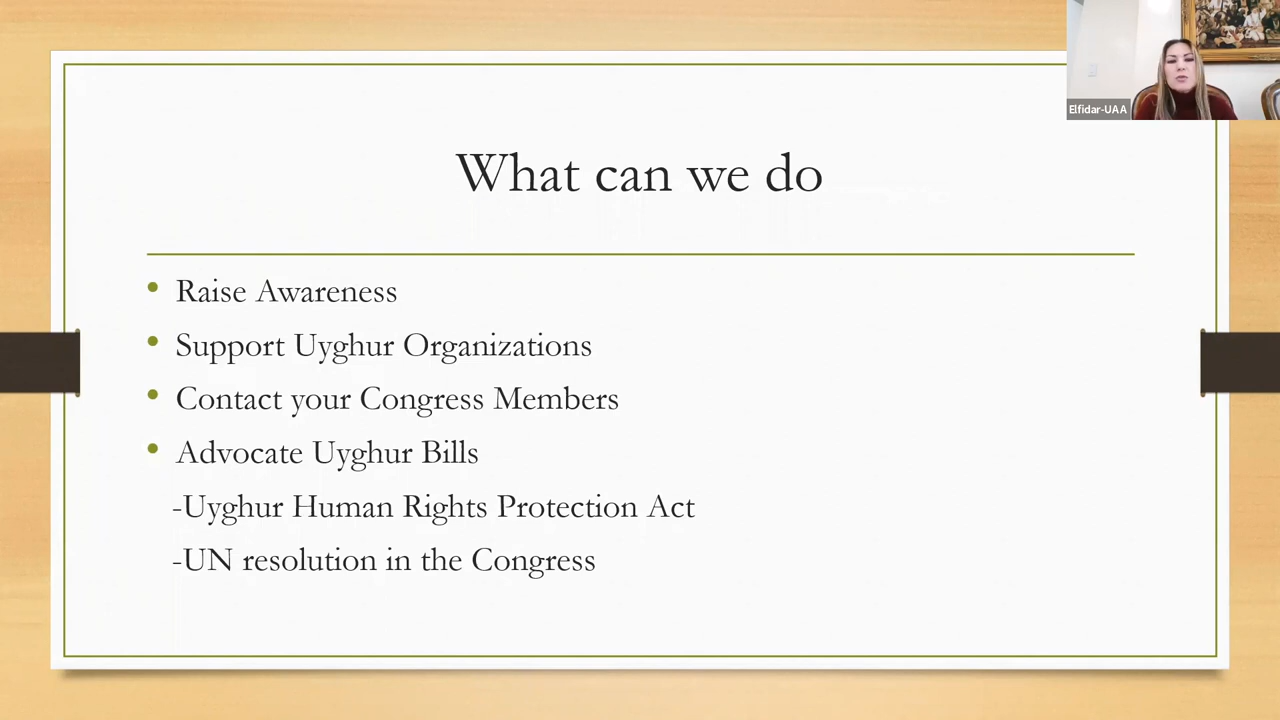 Elfidar-UAA
What can we do
• Raise Awareness
• Support Uyghur Organizations
• Contact your Congress Members
• Advocate Uyghur Bills
-Uyghur Human Rights Protection Act
-UN resolution in the Congress